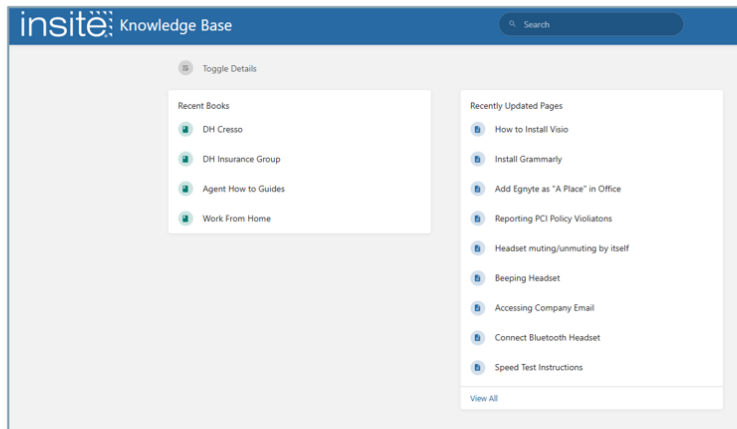 insite Knowledge Base
Search
Toggle Details
Recent Books
DH Cresso
DH Insurance Group
Agent How to Guides
Work From Home
Recently Updated Pages
How to Install Visio
Install Grammarly
Add Egnyte as "A Place" in Office
Reporting PCI Policy Violiatons
Headset muting/unmuting by itself
Beeping Headset
Accessing Company Email
Connect Bluetooth Headset
Speed Test Instructions
View All